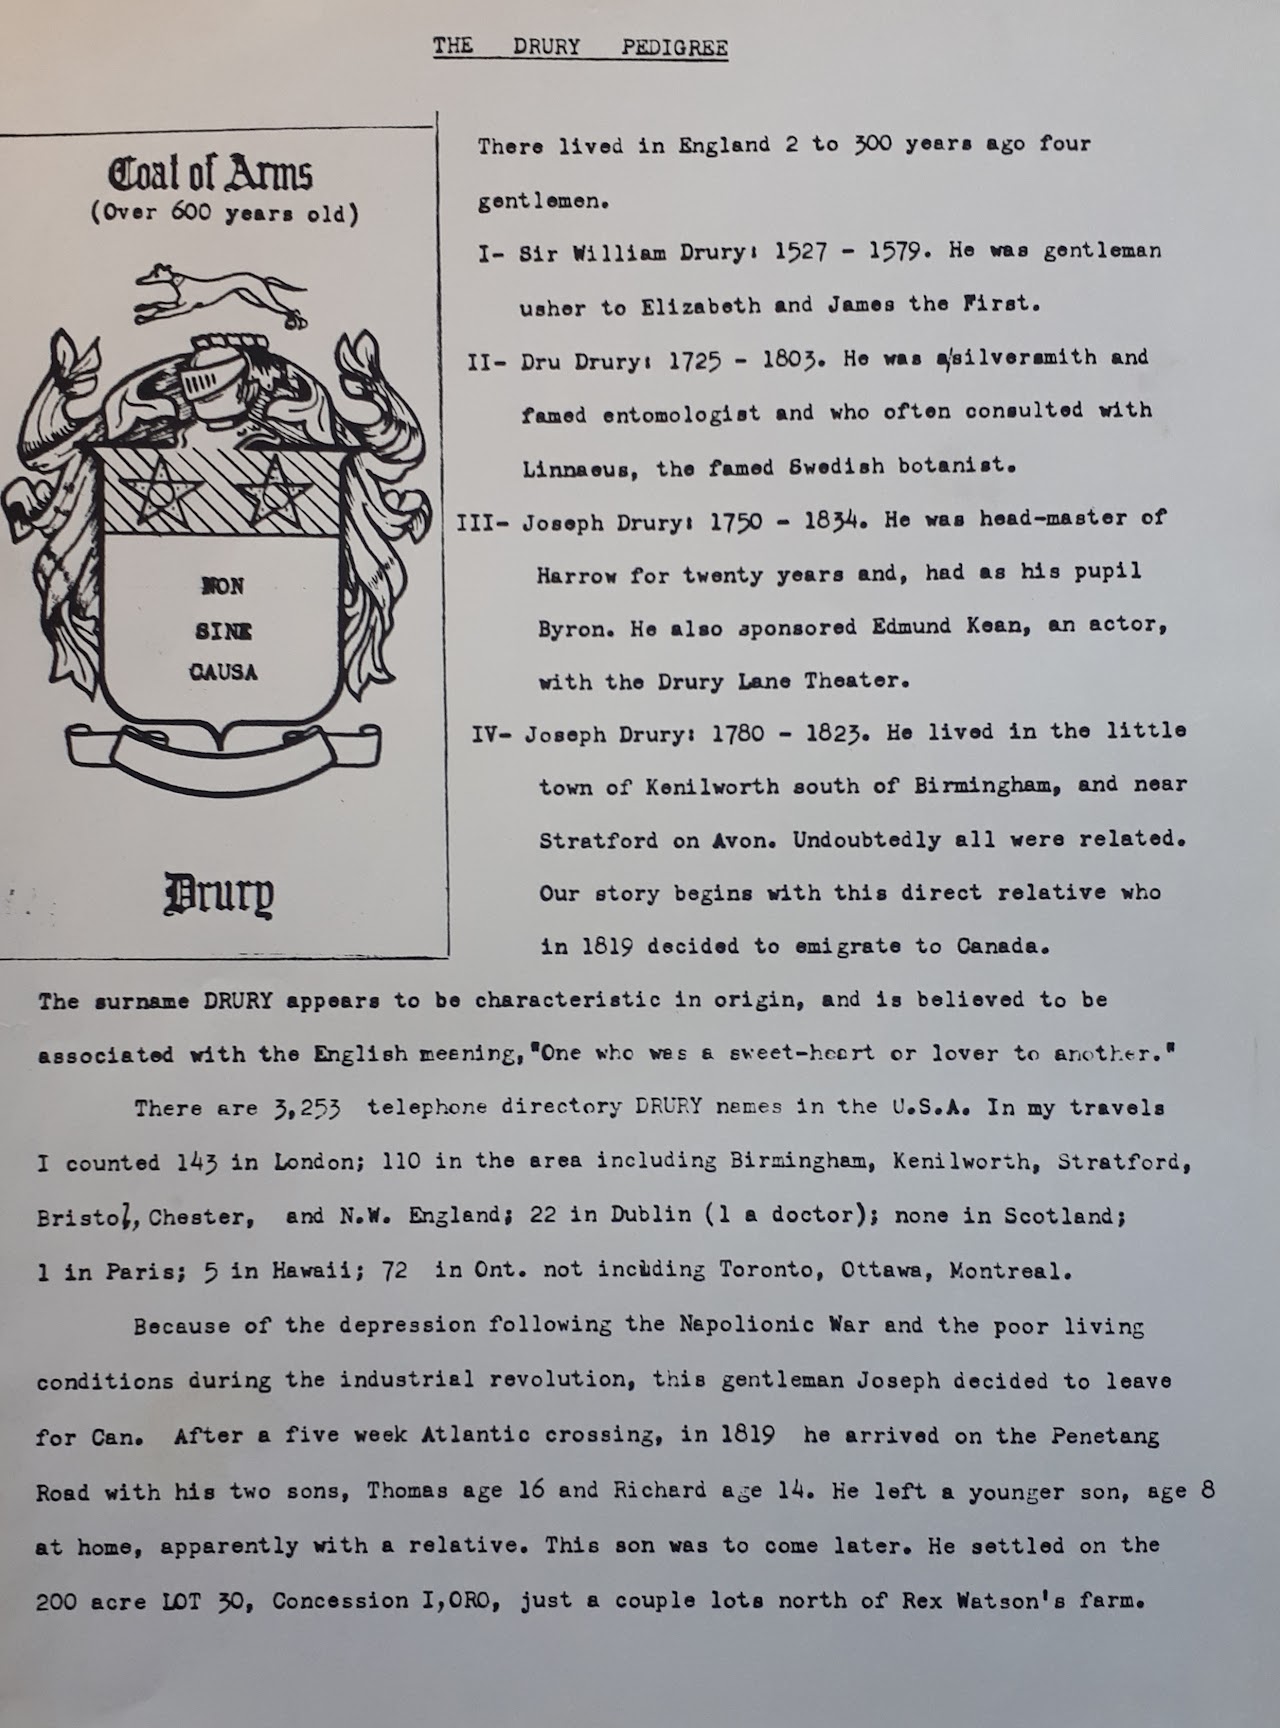 THE DRURY PEDIGREE
Coat of Arms
(Over 600 years old)
NON
SINE
CAUSA
Drury
There lived in England 2 to 300 years ago four
gentlemen.
I- Sir William Drury: 1527 - 1579. He was gentleman
usher to Elizabeth and James the First.
II- Dru Drury: 1725 - 1803. He was a/silversmith and
famed entomologist and who often consulted with
Linnaeus, the famed Swedish botanist.
III- Joseph Drury: 1750 - 1834. He was head-master of
Harrow for twenty years and, had as his pupil
Byron. He also sponsored Edmund Kean, an actor,
with the Drury Lane Theater.
IV- Joseph Drury: 1780 - 1823. He lived in the little
town of Kenilworth south of Birmingham, and near
Stratford on Avon. Undoubtedly all were related.
Our story begins with this direct relative who
in 1819 decided to emigrate to Canada.
The surname DRURY appears to be characteristic in origin, and is believed to be
associated with the English meening,"One who was a sweet-heart or lover to another."
There are 3,253 telephone directory DRURY names in the U.S.A. In my travels
I counted 143 in London; 110 in the area including Birmingham, Kenilworth, Stratford,
Bristol, Chester, and N.W. England; 22 in Dublin (1 a doctor); none in Scotland;
1 in Paris; 5 in Hawaii; 72 in Ont. not including Toronto, Ottawa, Montreal.
Because of the depression following the Napolionic War and the poor living
conditions during the industrial revolution, this gentleman Joseph decided to leave
for Can. After a five week Atlantic crossing, in 1819 he arrived on the Penetang
Road with his two sons, Thomas age 16 and Richard age 14. He left a younger son, age 8
at home, apparently with a relative. This son was to come later. He settled on the
200 acre LOT 30, Concession I,ORO, just a couple lots north of Rex Watson's farm.